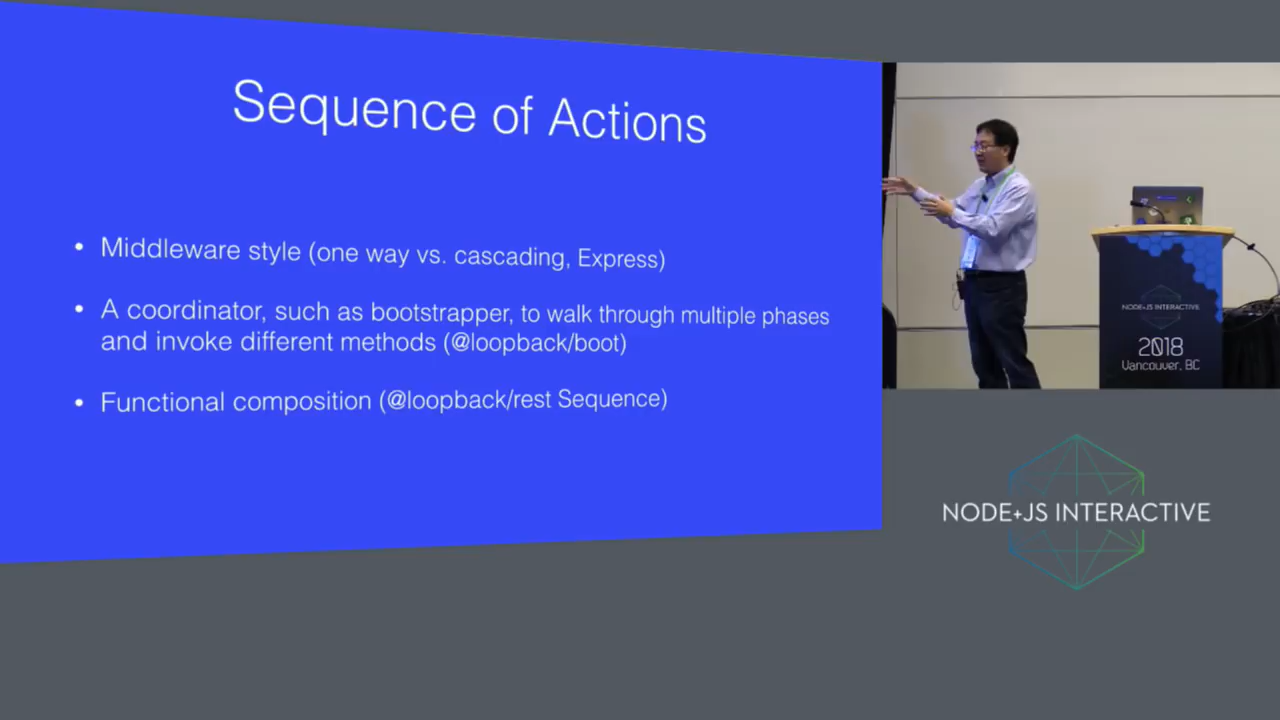 Sequence of Actions
• Middleware style (one way vs. cascading, Express)
• A coordinator, such as bootstrapper, to walk through multiple phases
and invoke different methods (@loopback/boot)
• Functional composition (@loopback/rest Sequence)
NODE+JS INTERACTIVE
2018
Vancouver, BC
NODE+JS INTERACTIVE